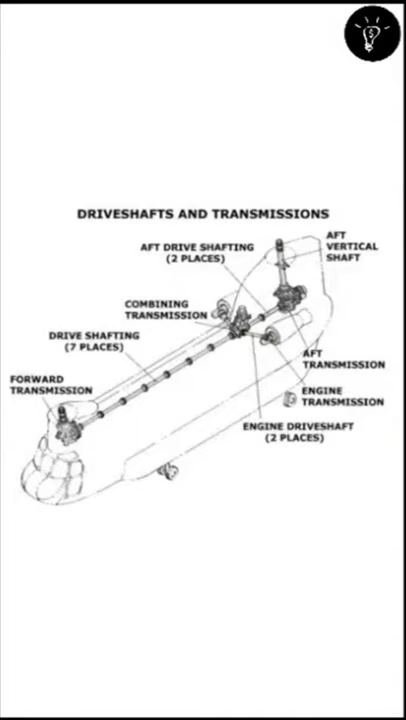 DRIVESHAFTS AND TRANSMISSIONS
AFT
VERTICAL
SHAFT
AFT DRIVE SHAFTING
(2 PLACES)
COMBINING
TRANSMISSION
DRIVE SHAFTING
(7 PLACES)
FORWARD
TRANSMISSION
AFT
TRANSMISSION
ENGINE
TRANSMISSION
ENGINE DRIVESHAFT
(2 PLACES)
$